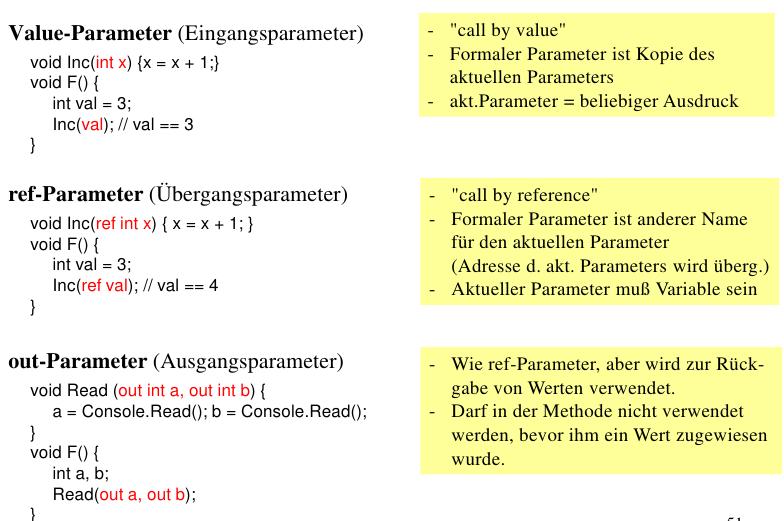 Value-Parameter (Eingangsparameter)
void Inc(int x) {x = x + 1;}
void F() {
int val = 3;
Inc(val); // val == 3
}
- "call by value"
- Formaler Parameter ist Kopie des
aktuellen Parameters
- akt.Parameter = beliebiger Ausdruck
ref-Parameter (Übergangsparameter)
void Inc(ref int x) { x = x + 1; }
void F() {
int val = 3;
Inc(ref val); // val == 4
}
- "call by reference"
- Formaler Parameter ist anderer Name
für den aktuellen Parameter
(Adresse d. akt. Parameters wird überg.)
- Aktueller Parameter muß Variable sein
out-Parameter (Ausgangsparameter)
void Read (out int a, out int b) {
a = Console.Read(); b = Console.Read();
}
void F() {
int a, b;
Read(out a, out b);
}
- Wie ref-Parameter, aber wird zur Rück-
gabe von Werten verwendet.
- Darf in der Methode nicht verwendet
werden, bevor ihm ein Wert zugewiesen
wurde.